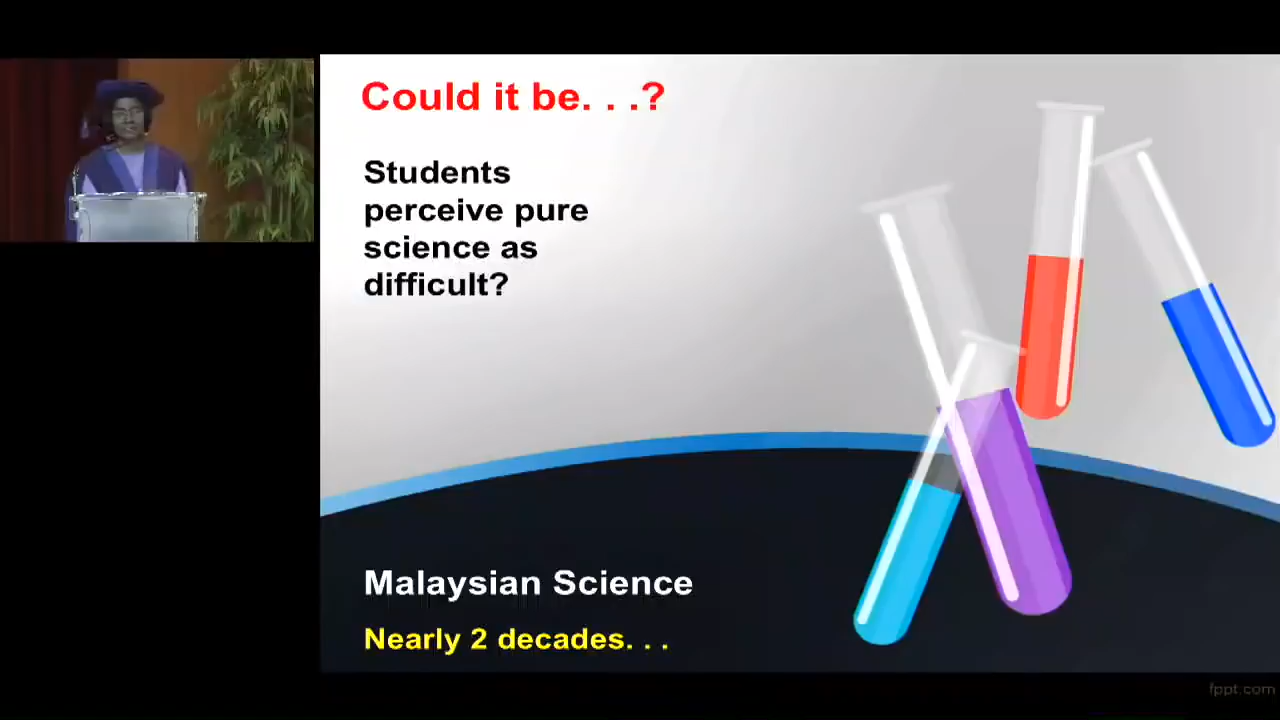 Could it be. . .?
Students
perceive pure
science as
difficult?
Malaysian Science
Nearly 2 decades. . .
fppt.com